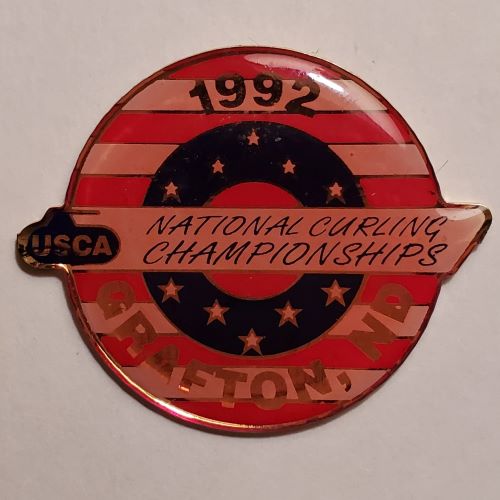 1992
NATIONAL CURLING
CHAMPIONSHIPS
USCA
GRAFTON, ND